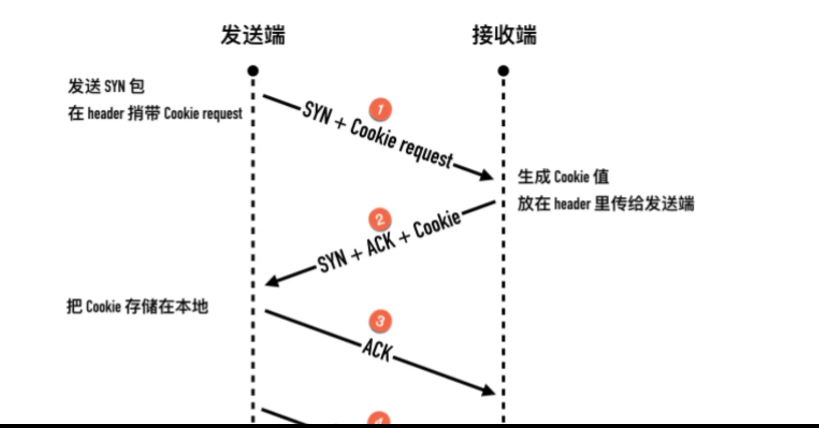 发送端
接收端
发送 SYN 包
在 header 捎带 Cookie request
1
SYN + Cookie request
生成 Cookie 值
放在 header 里传给发送端
2
SYN + ACK + Cookie
把 Cookie 存储在本地
3
ACK